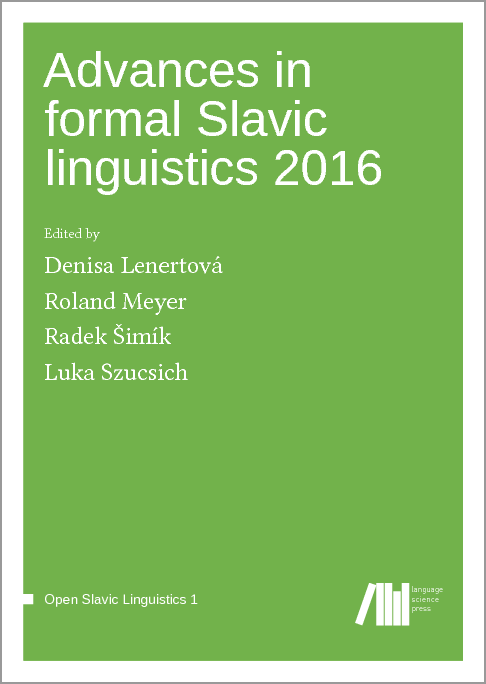 Advances in
formal Slavic
linguistics 2016
Edited by
Denisa Lenertová
Roland Meyer
Radek Šimík
Luka Szucsich
Open Slavic Linguistics 1
language
science
press